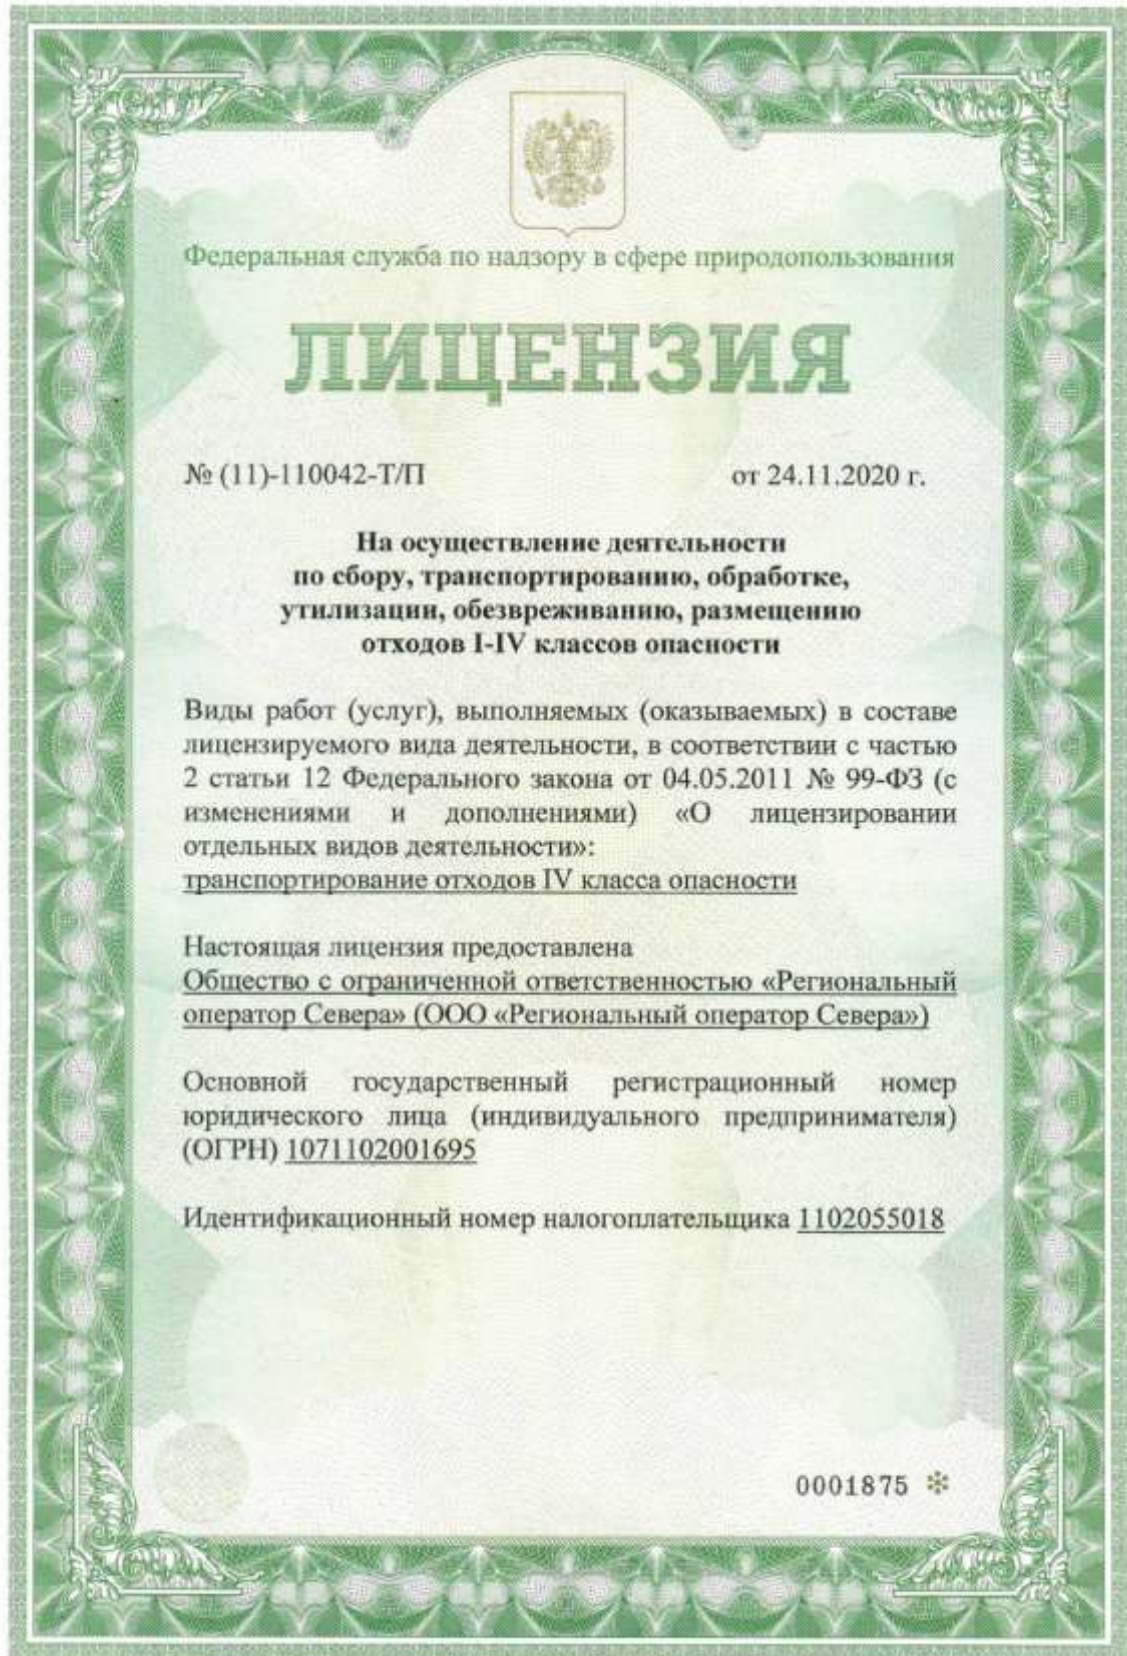 Федеральная служба по надзору в сфере природопользования
ЛИЦЕНЗИЯ
№ (11)-110042-Т/П от 24.11.2020 г.
На осуществление деятельности
по сбору, транспортированию, обработке,
утилизации, обезвреживанию, размещению
отходов I-IV классов опасности
Виды работ (услуг), выполняемых (оказываемых) в составе
лицензируемого вида деятельности, в соответствии с частью
2 статьи 12 Федерального закона от 04.05.2011 № 99-ФЗ (с
изменениями и дополнениями) «О лицензировании
отдельных видов деятельности»:
транспортирование отходов IV класса опасности
Настоящая лицензия предоставлена
Общество с ограниченной ответственностью «Региональный
оператор Севера» (ООО «Региональный оператор Севера»)
Основной государственный регистрационный номер
юридического лица (индивидуального предпринимателя)
(ОГРН) 1071102001695
Идентификационный номер налогоплательщика 1102055018
0001875